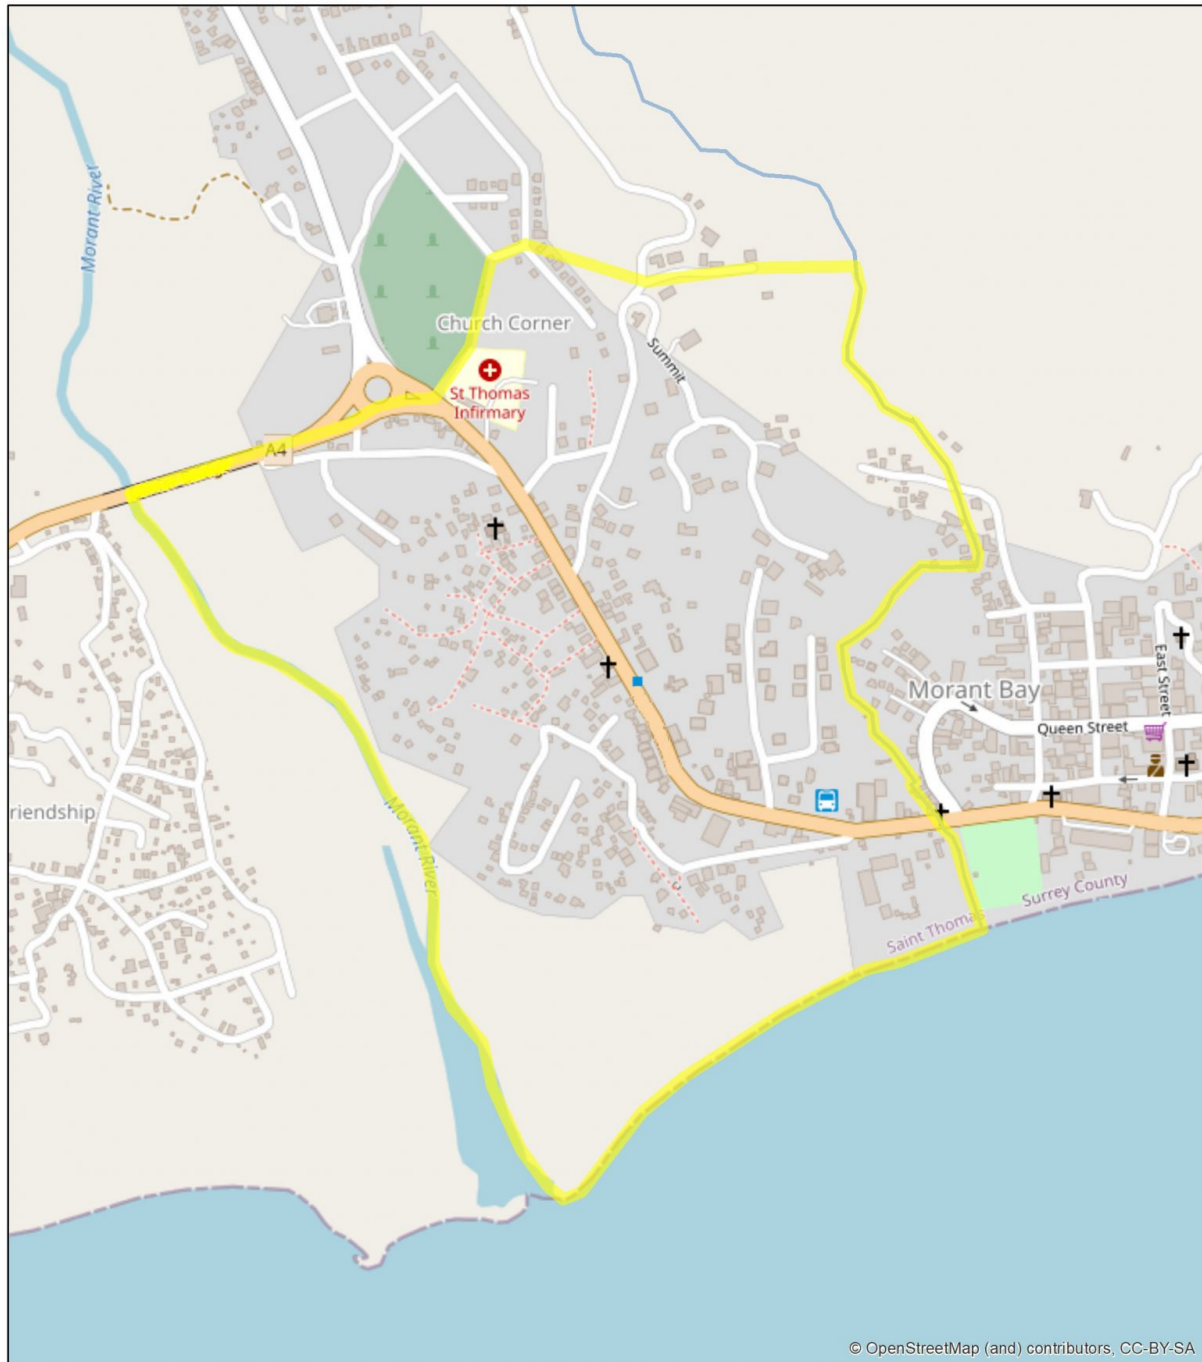 Morant River
Church Corner
St Thomas
Infirmary
Summit
A4
East Street
Morant Bay
Queen Street
riendship
Morant River
Surrey County
Saint Thomas
© OpenStreetMap (and) contributors, CC-BY-SA